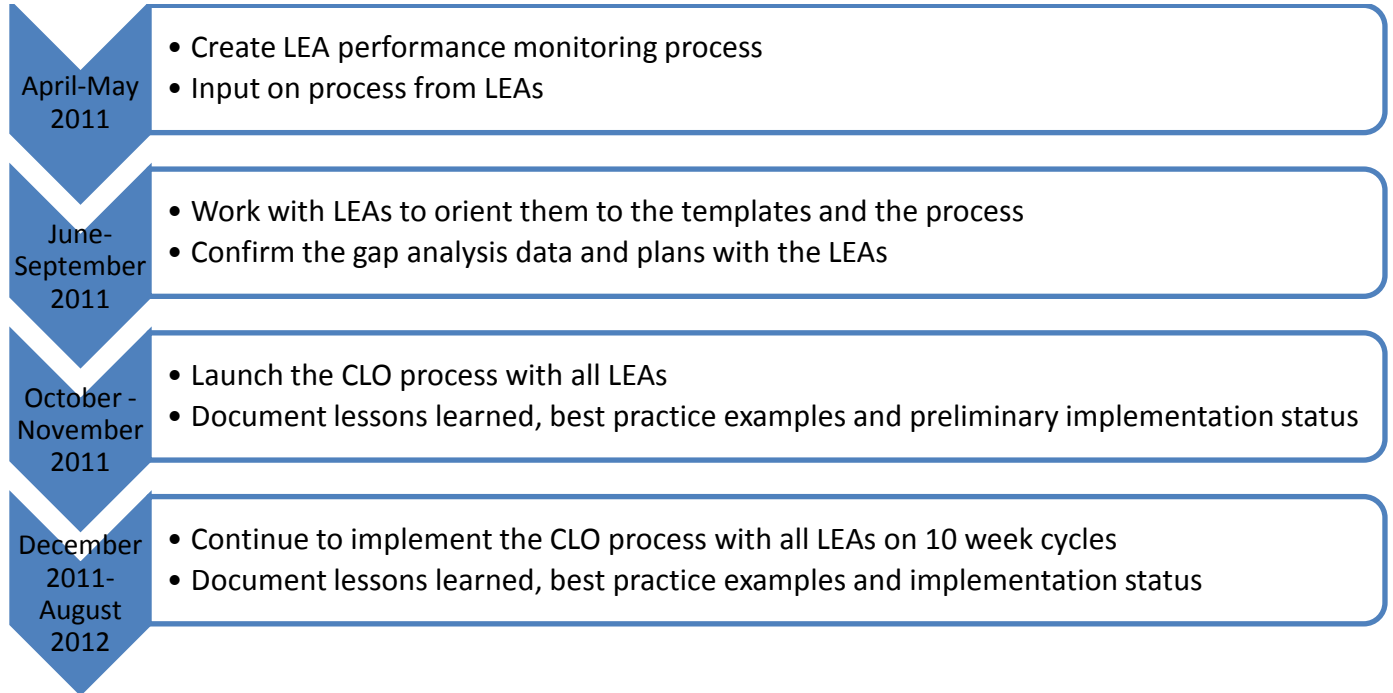 April-May
2011
• Create LEA performance monitoring process
• Input on process from LEAs
June-
September
2011
• Work with LEAs to orient them to the templates and the process
• Confirm the gap analysis data and plans with the LEAs
October -
November
2011
• Launch the CLO process with all LEAs
• Document lessons learned, best practice examples and preliminary implementation status
December
2011-
August
2012
• Continue to implement the CLO process with all LEAs on 10 week cycles
• Document lessons learned, best practice examples and implementation status